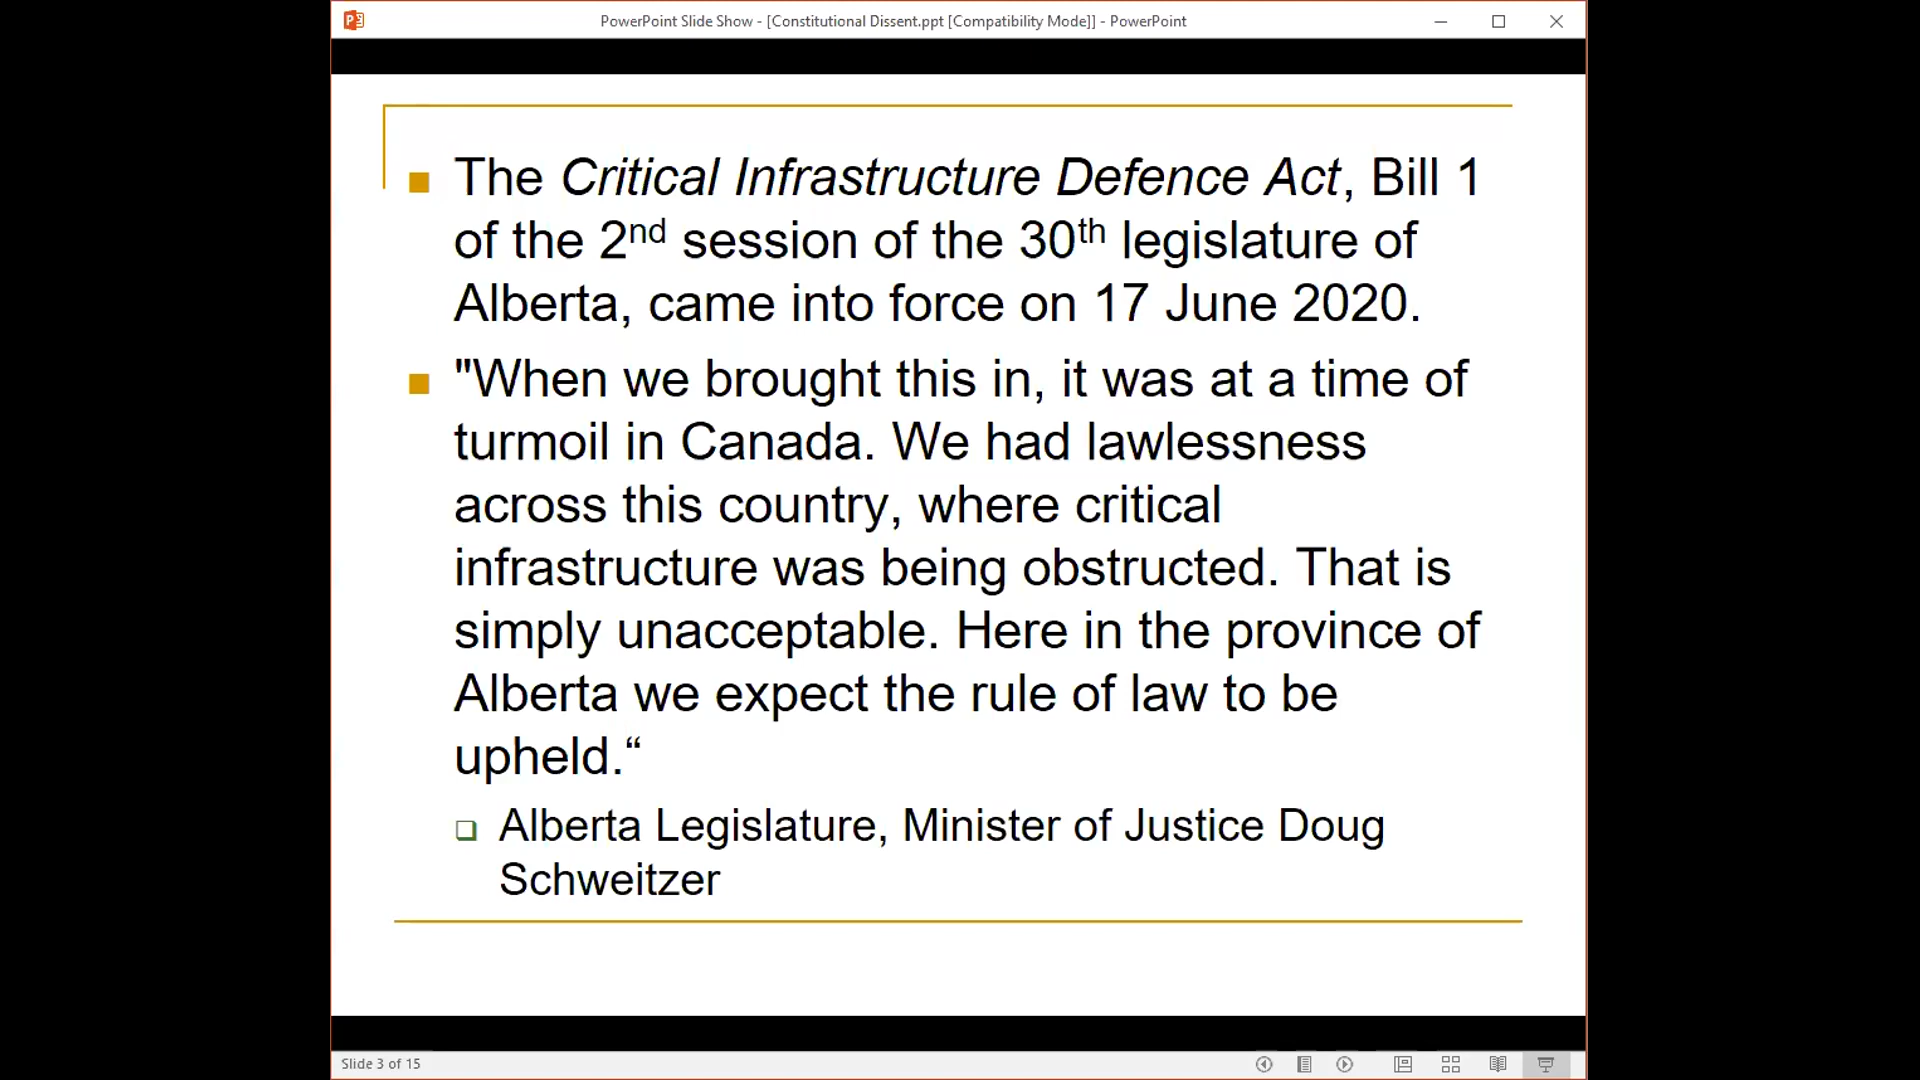 PowerPoint Slide Show - [Constitutional Dissent.ppt [Compatibility Mode]] - PowerPoint
The Critical Infrastructure Defence Act, Bill 1
of the 2nd session of the 30th legislature of
Alberta, came into force on 17 June 2020.
"When we brought this in, it was at a time of
turmoil in Canada. We had lawlessness
across this country, where critical
infrastructure was being obstructed. That is
simply unacceptable. Here in the province of
Alberta we expect the rule of law to be
upheld.“
Alberta Legislature, Minister of Justice Doug
Schweitzer
Slide 3 of 15